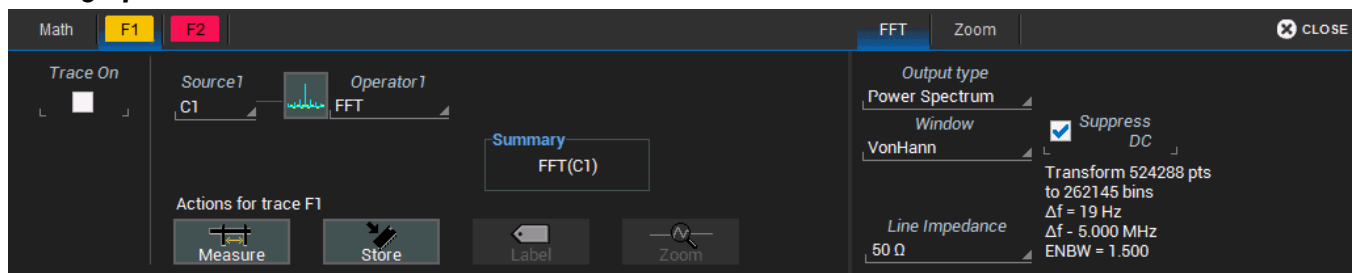 Math F1 F2 FFT Zoom CLOSE
Trace On
Source1 Operator1
C1 FFT
Summary
FFT(C1)
Actions for trace F1
Measure Store Label Zoom
Output type
Power Spectrum
Window
VonHann
Suppress
DC
Transform 524288 pts
to 262145 bins
Δf = 19 Hz
Δf - 5.000 MHz
ENBW = 1.500
Line Impedance
50 Ω